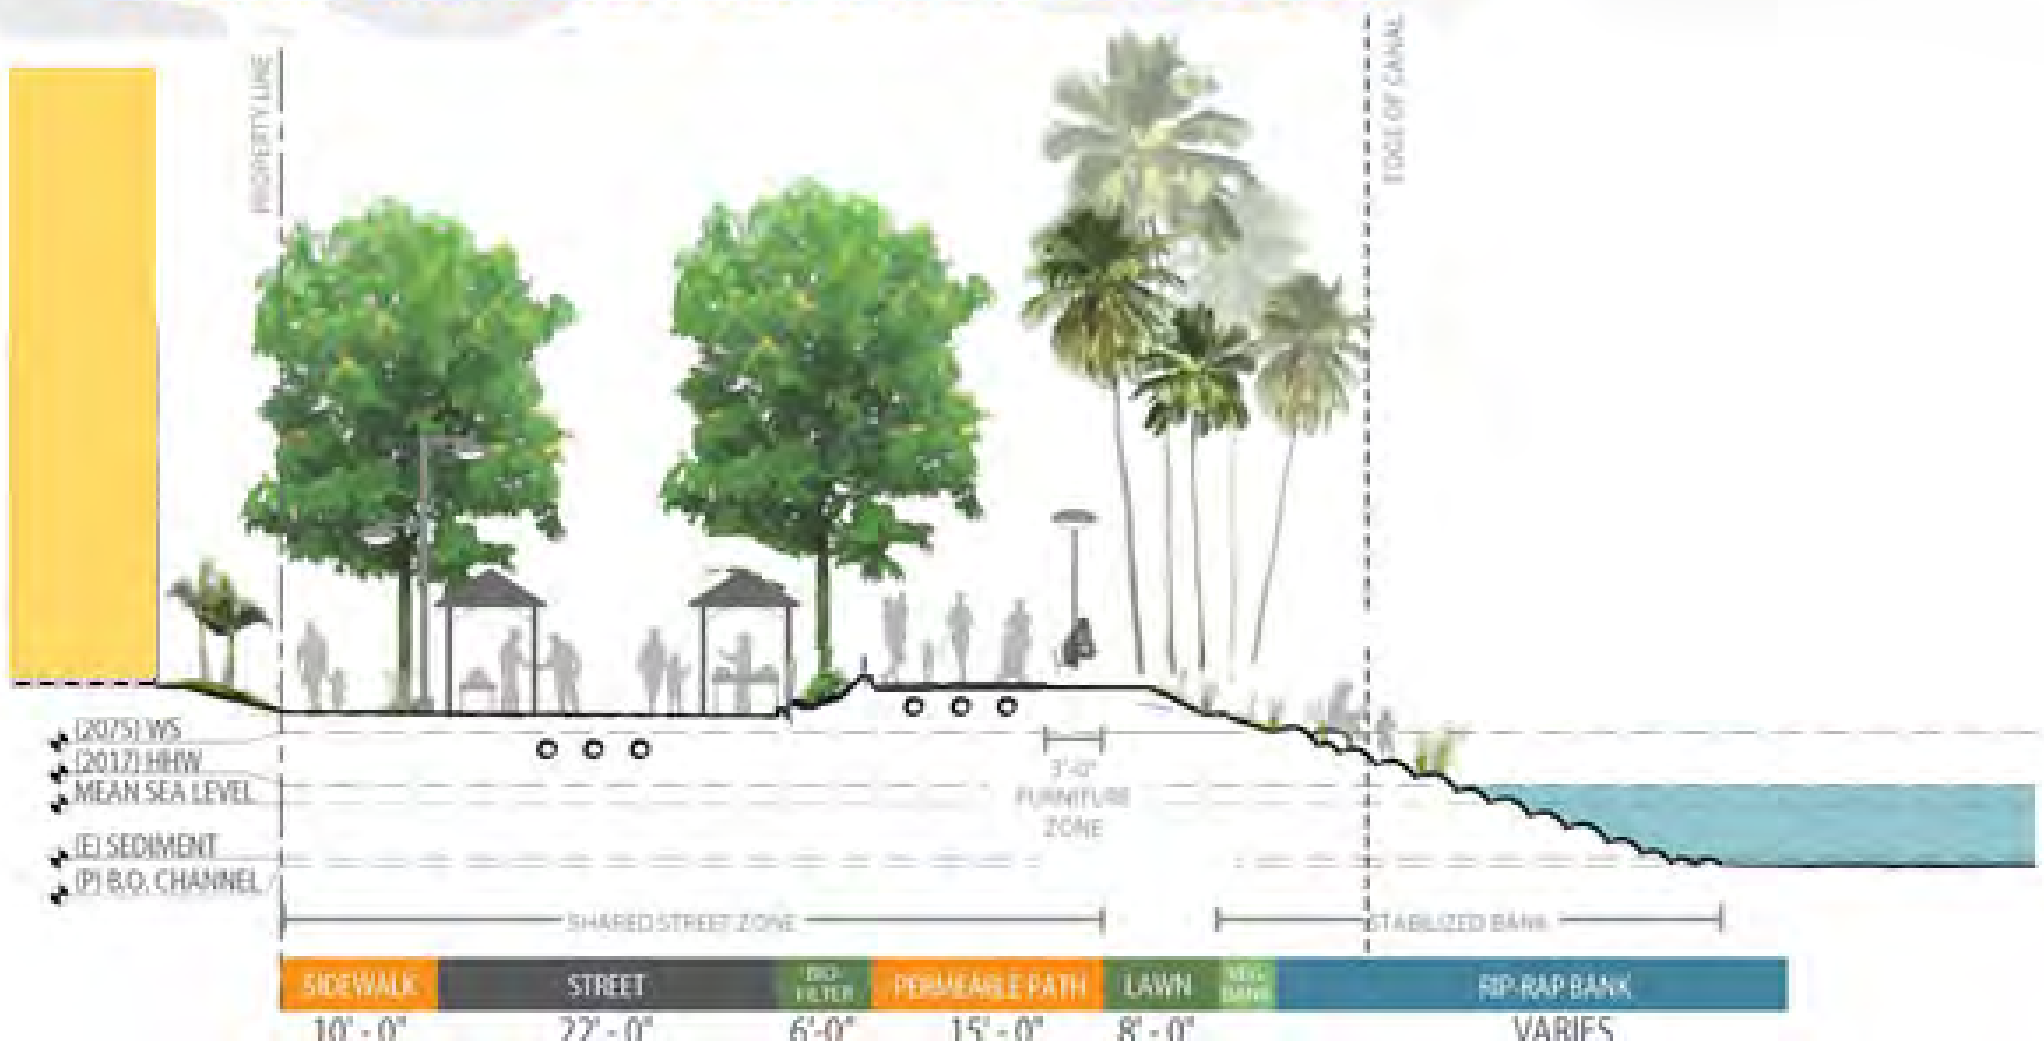 PROPERTY LINE
EDGE OF CANAL
(2075) WS
(2017) HHW
MEAN SEA LEVEL
(E) SEDIMENT
(P) B.O. CHANNEL
3'-0"
FURNITURE
ZONE
SHARED STREET ZONE
STABILIZED BANK
SIDEWALK
STREET
BIO-
FILTER
PERMEABLE PATH
LAWN
VEG.
BANK
RIP-RAP BANK
10' - 0"
22' - 0"
6'-0"
15' - 0"
8' - 0"
VARIES